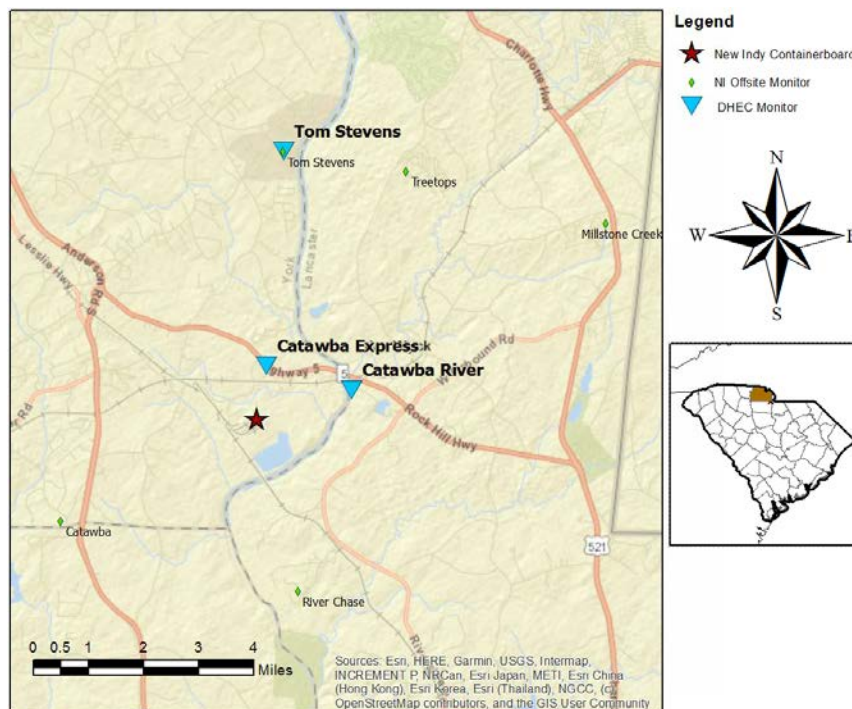 Legend
New Indy Containerboard
NI Offsite Monitor
DHEC Monitor
Charlotte Hwy
Tom Stevens
Tom Stevens
Treetops
Millstone Creek
York
Lancaster
Lesslie Hwy
Anderson Rd S
N
W
E
S
Catawba Express
Highway 5
5
Catawba River
Rock Hill Hwy
Rd
Catawba
521
River Chase
0 0.5 1 2 3 4
Miles
Sources: Esri, HERE, Garmin, USGS, Intermap,
INCREMENT P, NRCan, Esri Japan, METI, Esri China
(Hong Kong), Esri Korea, Esri (Thailand), NGCC, (c)
OpenStreetMap contributors, and the GIS User Community